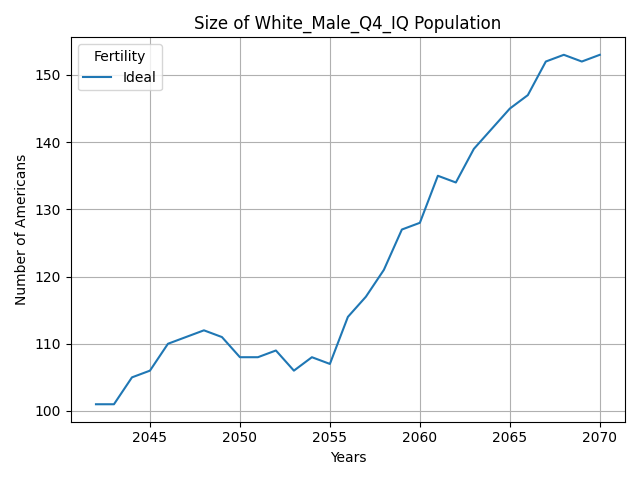 Size of White_Male_Q4_IQ Population
Fertility
Ideal
Number of Americans
150
140
130
120
110
100
2045 2050 2055 2060 2065 2070
Years